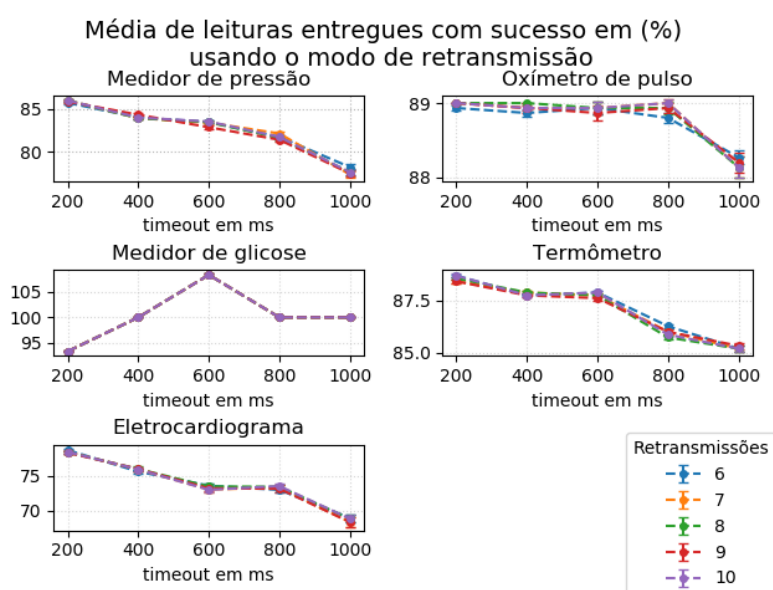 Média de leituras entregues com sucesso em (%)
usando o modo de retransmissão
Medidor de pressão
85
80
200 400 600 800 1000
timeout em ms
Oxímetro de pulso
89
88
200 400 600 800 1000
timeout em ms
Medidor de glicose
105
100
95
200 400 600 800 1000
timeout em ms
Termômetro
87.5
85.0
200 400 600 800 1000
timeout em ms
Eletrocardiograma
75
70
200 400 600 800 1000
timeout em ms
Retransmissões
6
7
8
9
10